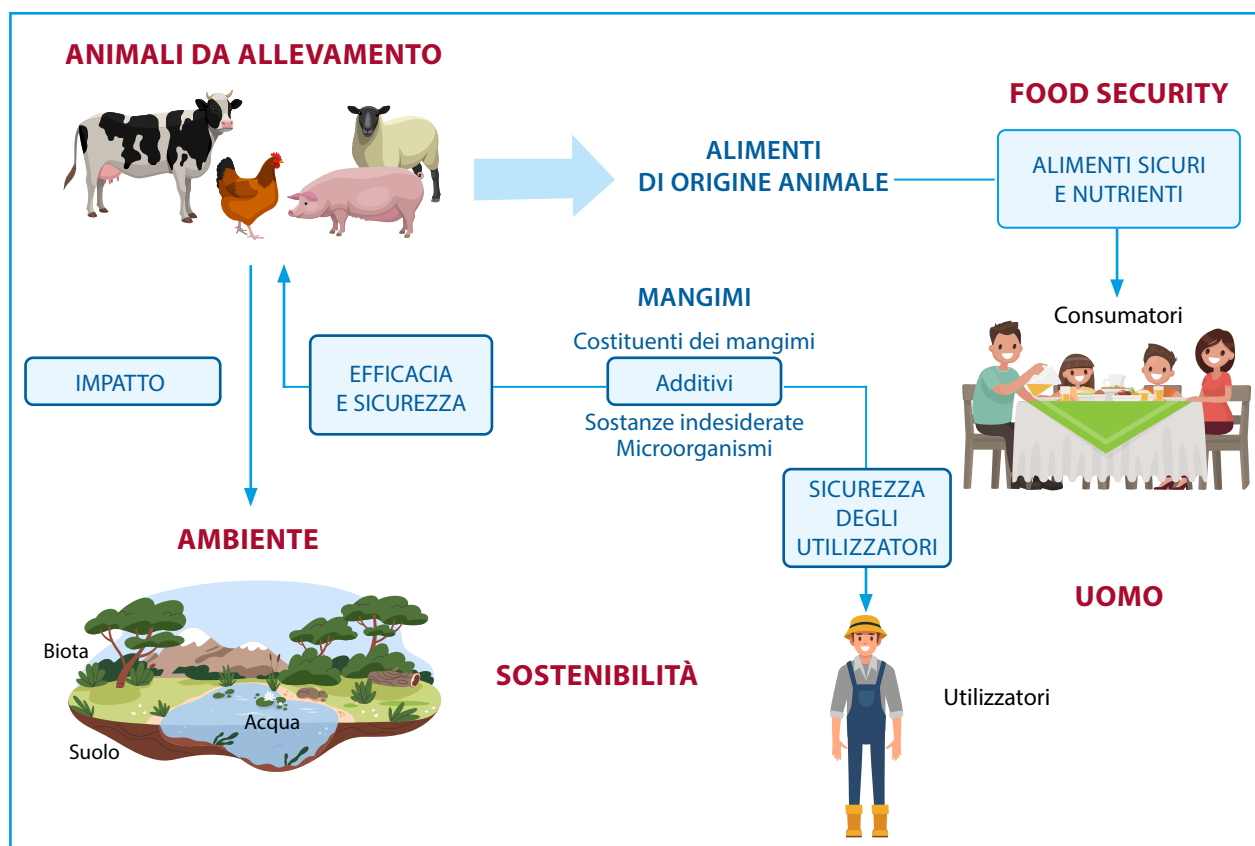 ANIMALI DA ALLEVAMENTO
FOOD SECURITY
ALIMENTI
DI ORIGINE ANIMALE
ALIMENTI SICURI
E NUTRIENTI
MANGIMI
Costituenti dei mangimi
Additivi
Sostanze indesiderate
Microorganismi
Consumatori
IMPATTO
EFFICACIA
E SICUREZZA
SICUREZZA
DEGLI
UTILIZZATORI
AMBIENTE
UOMO
Biota
Acqua
Suolo
SOSTENIBILITÀ
Utilizzatori